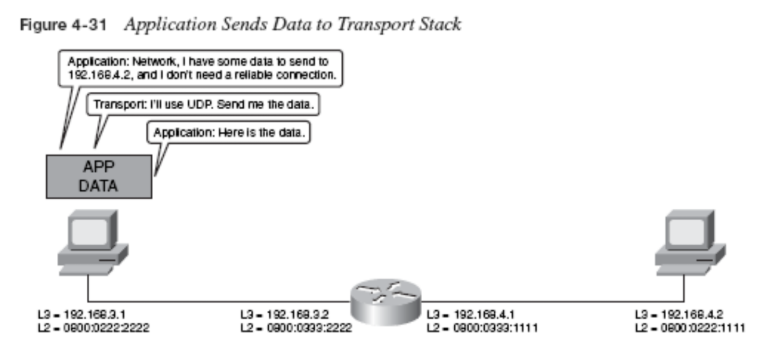 Figure 4-31 Application Sends Data to Transport Stack
Application: Network, I have some data to send to
192.168.4.2, and I don't need a reliable connection.
Transport: I'll use UDP. Send me the data.
Application: Here is the data.
APP
DATA
L3 = 192.168.3.1
L2 = 0800:0222:2222
L3 = 192.168.3.2
L2 = 0800:0333:2222
L3 = 192.168.4.1
L2 = 0800:0333:1111
L3 = 192.168.4.2
L2 = 0800:0222:1111